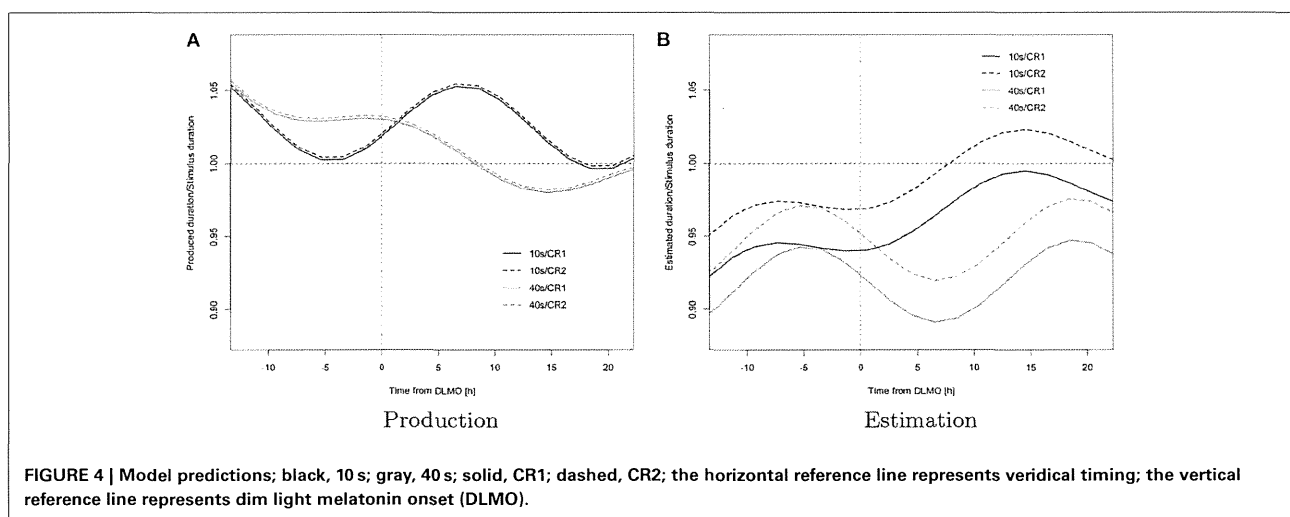 A
B
Produced duration/Stimulus duration
1.05
1.00
0.95
0.90
10s/CR1
10s/CR2
40s/CR1
40s/CR2
-10
-5
0
5
10
15
20
Time from DLMO [h]
Production
Estimated duration/Stimulus duration
1.05
1.00
0.95
0.90
10s/CR1
10s/CR2
40s/CR1
40s/CR2
-10
-5
0
5
10
15
20
Time from DLMO [h]
Estimation
FIGURE 4 | Model predictions; black, 10 s; gray, 40 s; solid, CR1; dashed, CR2; the horizontal reference line represents veridical timing; the vertical
reference line represents dim light melatonin onset (DLMO).